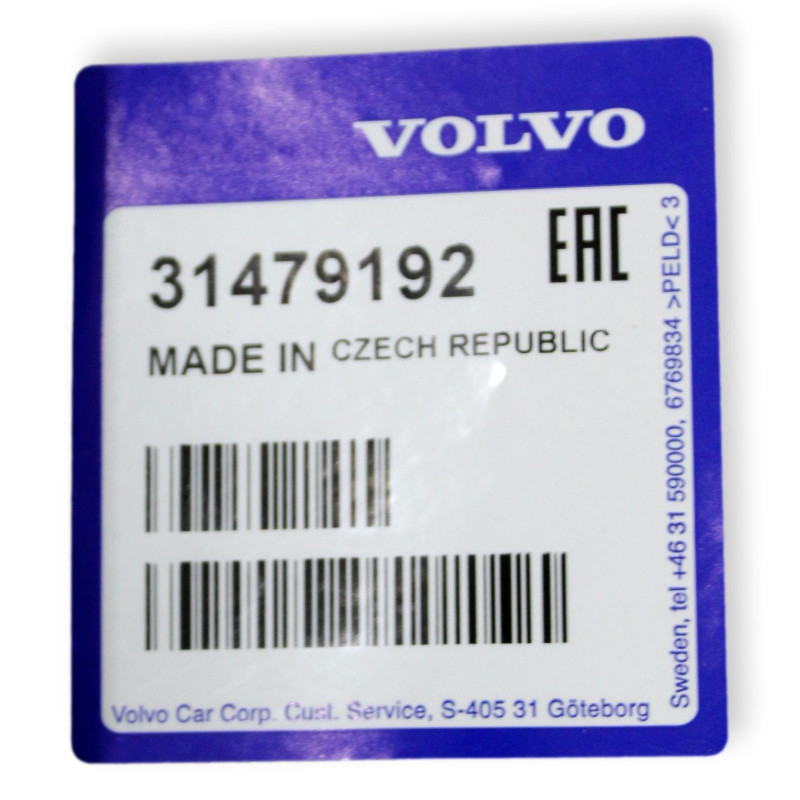 VOLVO
31479192
EAC
MADE IN CZECH REPUBLIC
Volvo Car Corp. Cust. Service, S-405 31 Göteborg
Sweden, tel +46 31 590000, 6769834 >PELD< 3